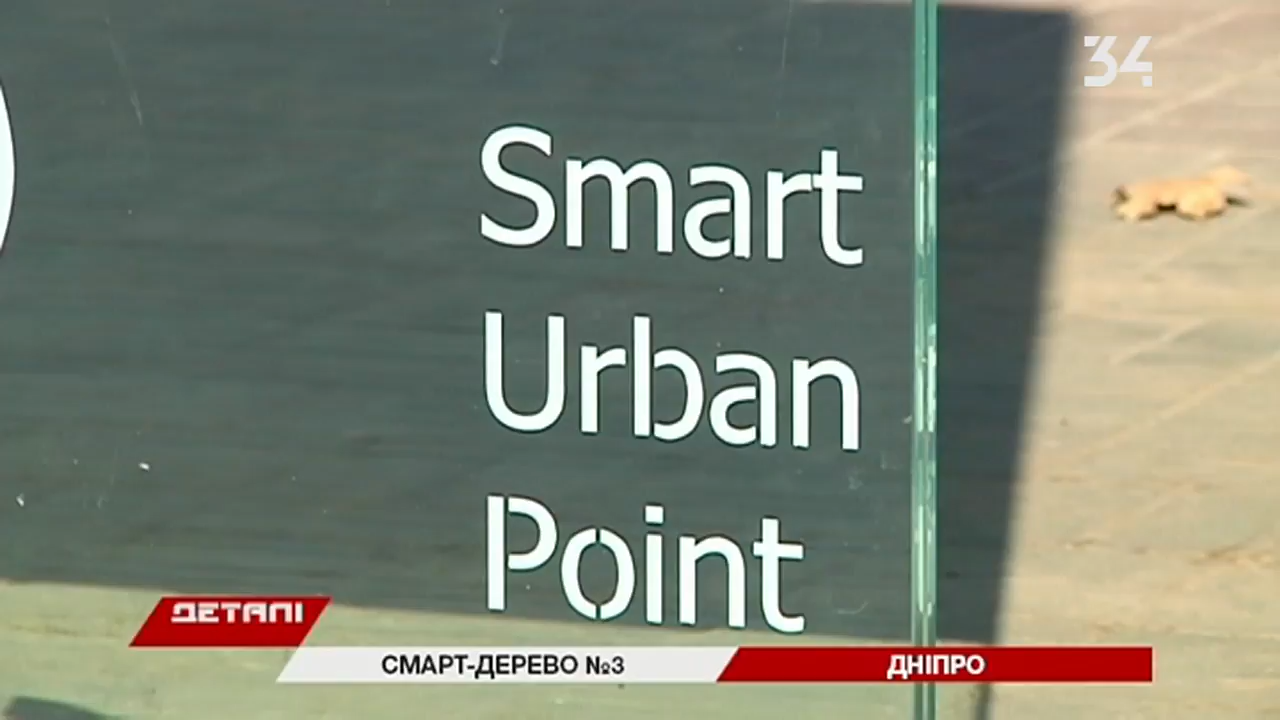 34
Smart
Urban
Point
ДЕТАЛІ
СМАРТ-ДЕРЕВО №3
ДНІПРО